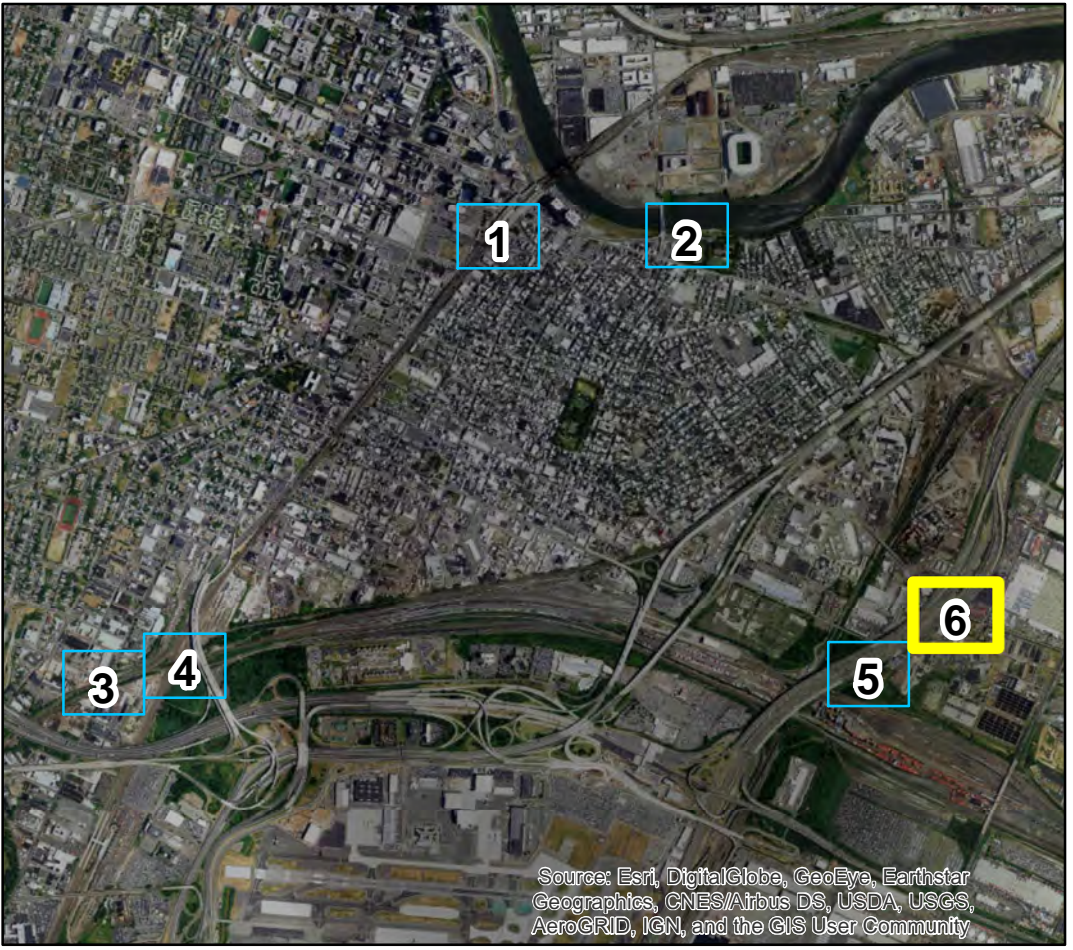 1
2
3
4
5
6
Source: Esri, DigitalGlobe, GeoEye, Earthstar
Geographics, CNES/Airbus DS, USDA, USGS,
AeroGRID, IGN, and the GIS User Community